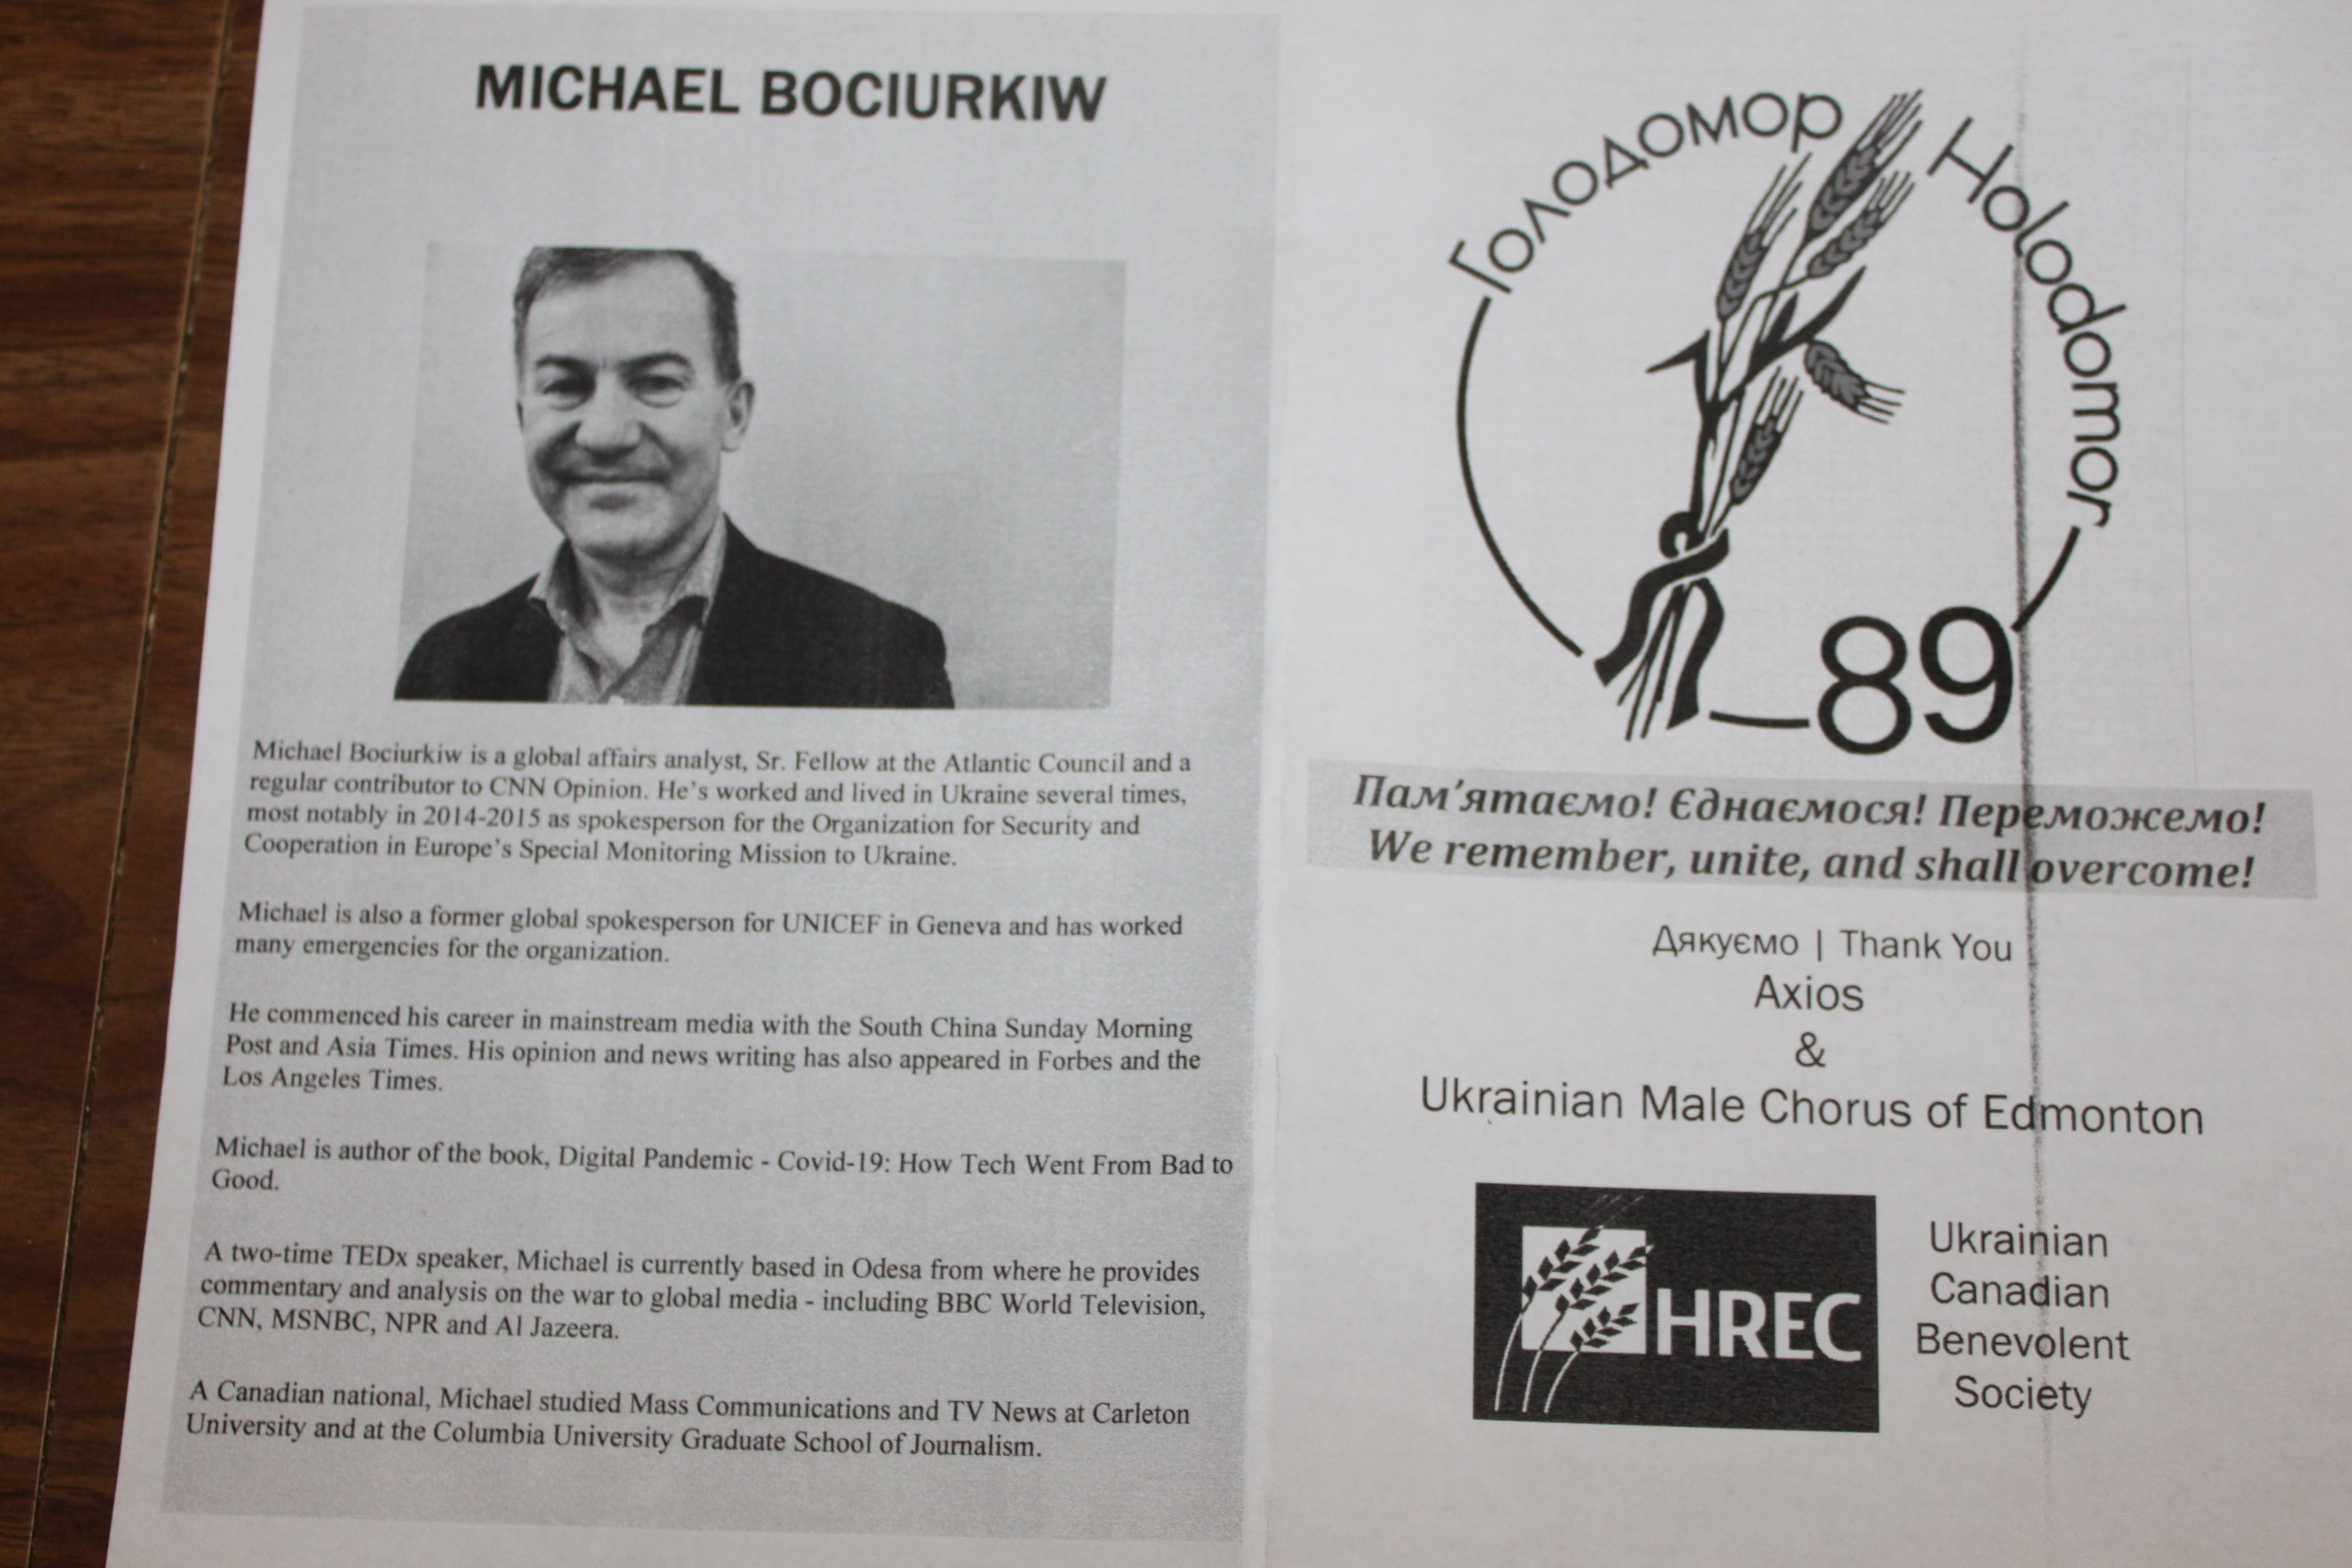 MICHAEL BOCIURKIW
Michael Bociurkiw is a global affairs analyst, Sr. Fellow at the Atlantic Council and a
regular contributor to CNN Opinion. He's worked and lived in Ukraine several times,
most notably in 2014-2015 as spokesperson for the Organization for Security and
Cooperation in Europe's Special Monitoring Mission to Ukraine.
Michael is also a former global spokesperson for UNICEF in Geneva and has worked
many emergencies for the organization.
He commenced his career in mainstream media with the South China Sunday Morning
Post and Asia Times. His opinion and news writing has also appeared in Forbes and the
Los Angeles Times.
Michael is author of the book, Digital Pandemic - Covid-19: How Tech Went From Bad to
Good.
A two-time TEDx speaker, Michael is currently based in Odesa from where he provides
commentary and analysis on the war to global media - including BBC World Television,
CNN, MSNBC, NPR and Al Jazeera.
A Canadian national, Michael studied Mass Communications and TV News at Carleton
University and at the Columbia University Graduate School of Journalism.
Голодомор Holodomor
89
Пам'ятаємо! Єднаємося! Переможемо!
We remember, unite, and shall overcome!
Дякуємо | Thank You
Axios
&
Ukrainian Male Chorus of Edmonton
HREC
Ukrainian
Canadian
Benevolent
Society